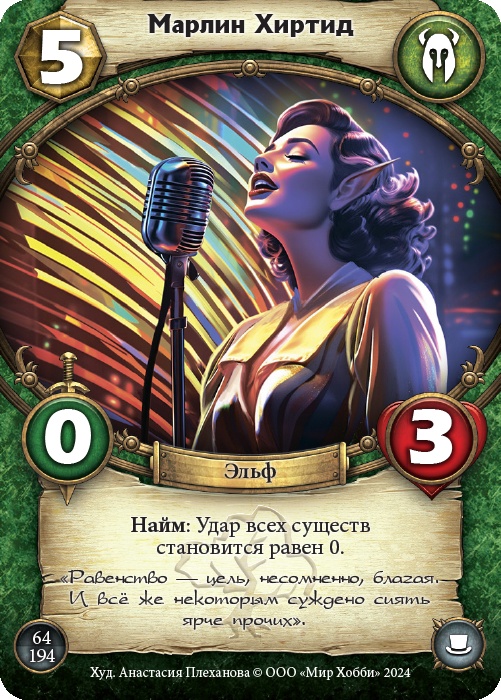 Марлин Хиртид
5
0
3
Эльф
Найм: Удар всех существ
становится равен 0.
«Равенство — цель, несомненно, благая.
И всё же некоторым суждено сиять
ярче прочих».
64
194
Худ. Анастасия Плеханова © ООО «Мир Хобби» 2024